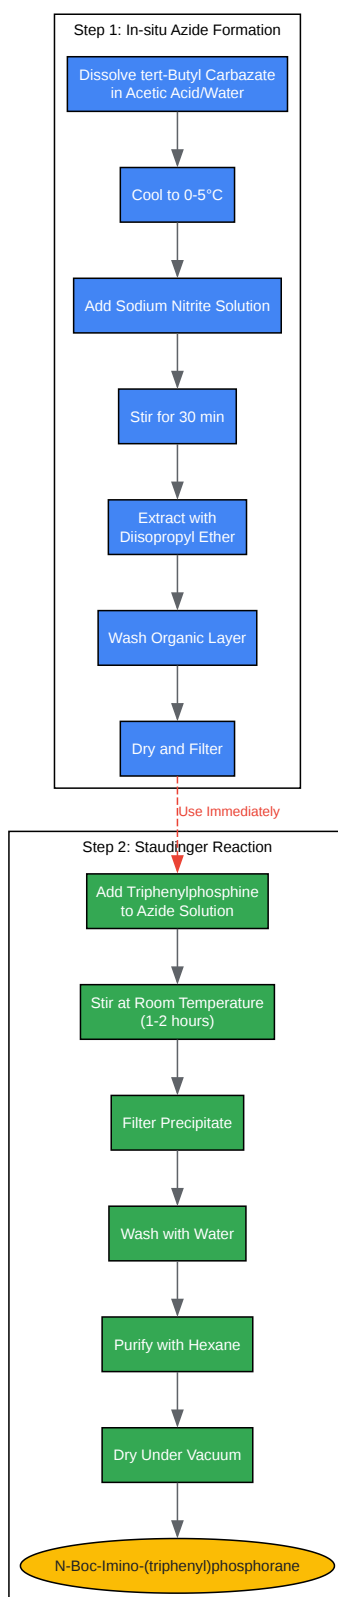 Step 1: In-situ Azide Formation
Dissolve tert-Butyl Carbazate
in Acetic Acid/Water
Cool to 0-5°C
Add Sodium Nitrite Solution
Stir for 30 min
Extract with
Diisopropyl Ether
Wash Organic Layer
Dry and Filter
Use Immediately
Step 2: Staudinger Reaction
Add Triphenylphosphine
to Azide Solution
Stir at Room Temperature
(1-2 hours)
Filter Precipitate
Wash with Water
Purify with Hexane
Dry Under Vacuum
N-Boc-Imino-(triphenyl)phosphorane